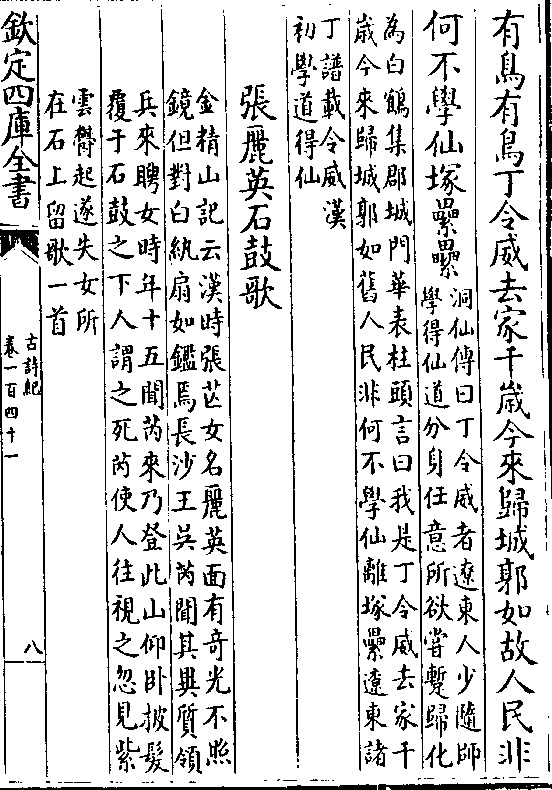 有鳥有鳥丁令威去家千歳今來歸城郭如故人民非
何不學仙塚纍纍
洞仙傳曰丁令威者遼東人少隨師
學得仙道分身任意所欲嘗暫歸化
為白鶴集郡城門華表柱頭言曰我是丁令威去家千
歳今來歸城郭如舊人民非何不學仙離塚纍遼東諸
丁譜載令威漢
初學道得仙
張麗英石鼓歌
金精山記云漢時張芒女名麗英面有奇光不照
鏡但對白紈扇如鑑焉長沙王吳芮聞其異質領
兵來聘女時年十五聞芮來乃登此山仰卧披髮
覆于石鼓之下人謂之死芮使人往視之忽見紫
雲鬱起遂失女所
在石上留歌一首
欽定四庫全書
古詩紀
卷一百四十一
八